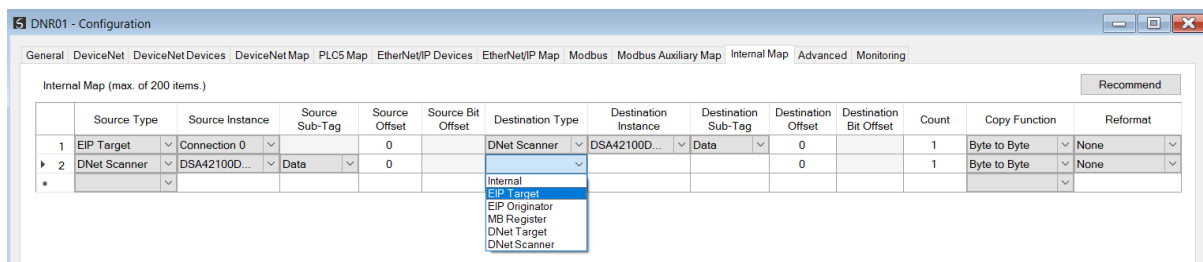 DNR01 - Configuration
General DeviceNet DeviceNet Devices DeviceNet Map PLC5 Map EtherNet/IP Devices EtherNet/IP Map Modbus Modbus Auxiliary Map Internal Map Advanced Monitoring
Internal Map (max. of 200 items.)
Recommend
Source Type Source Instance Source Sub-Tag Source Offset Source Bit Offset Destination Type Destination Instance Destination Sub-Tag Destination Offset Destination Bit Offset Count Copy Function Reformat
1 EIP Target Connection 0 0 DNet Scanner DSA42100D... Data 0 1 Byte to Byte None
2 DNet Scanner DSA42100D... Data 0 0 1 Byte to Byte None
Internal
EIP Target
EIP Originator
MB Register
DNet Target
DNet Scanner